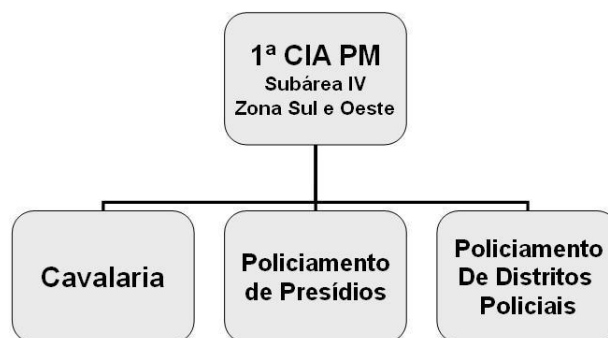 1ª CIA PM
Subárea IV
Zona Sul e Oeste
Cavalaria
Policiamento
de Presídios
Policiamento
De Distritos
Policiais